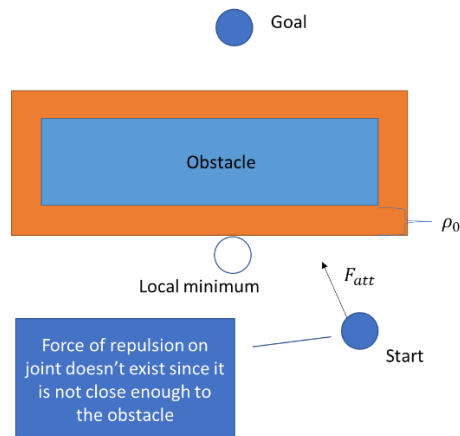 Goal
Obstacle
ρ₀
Local minimum
F_att
Force of repulsion on
joint doesn't exist since it
is not close enough to
the obstacle
Start